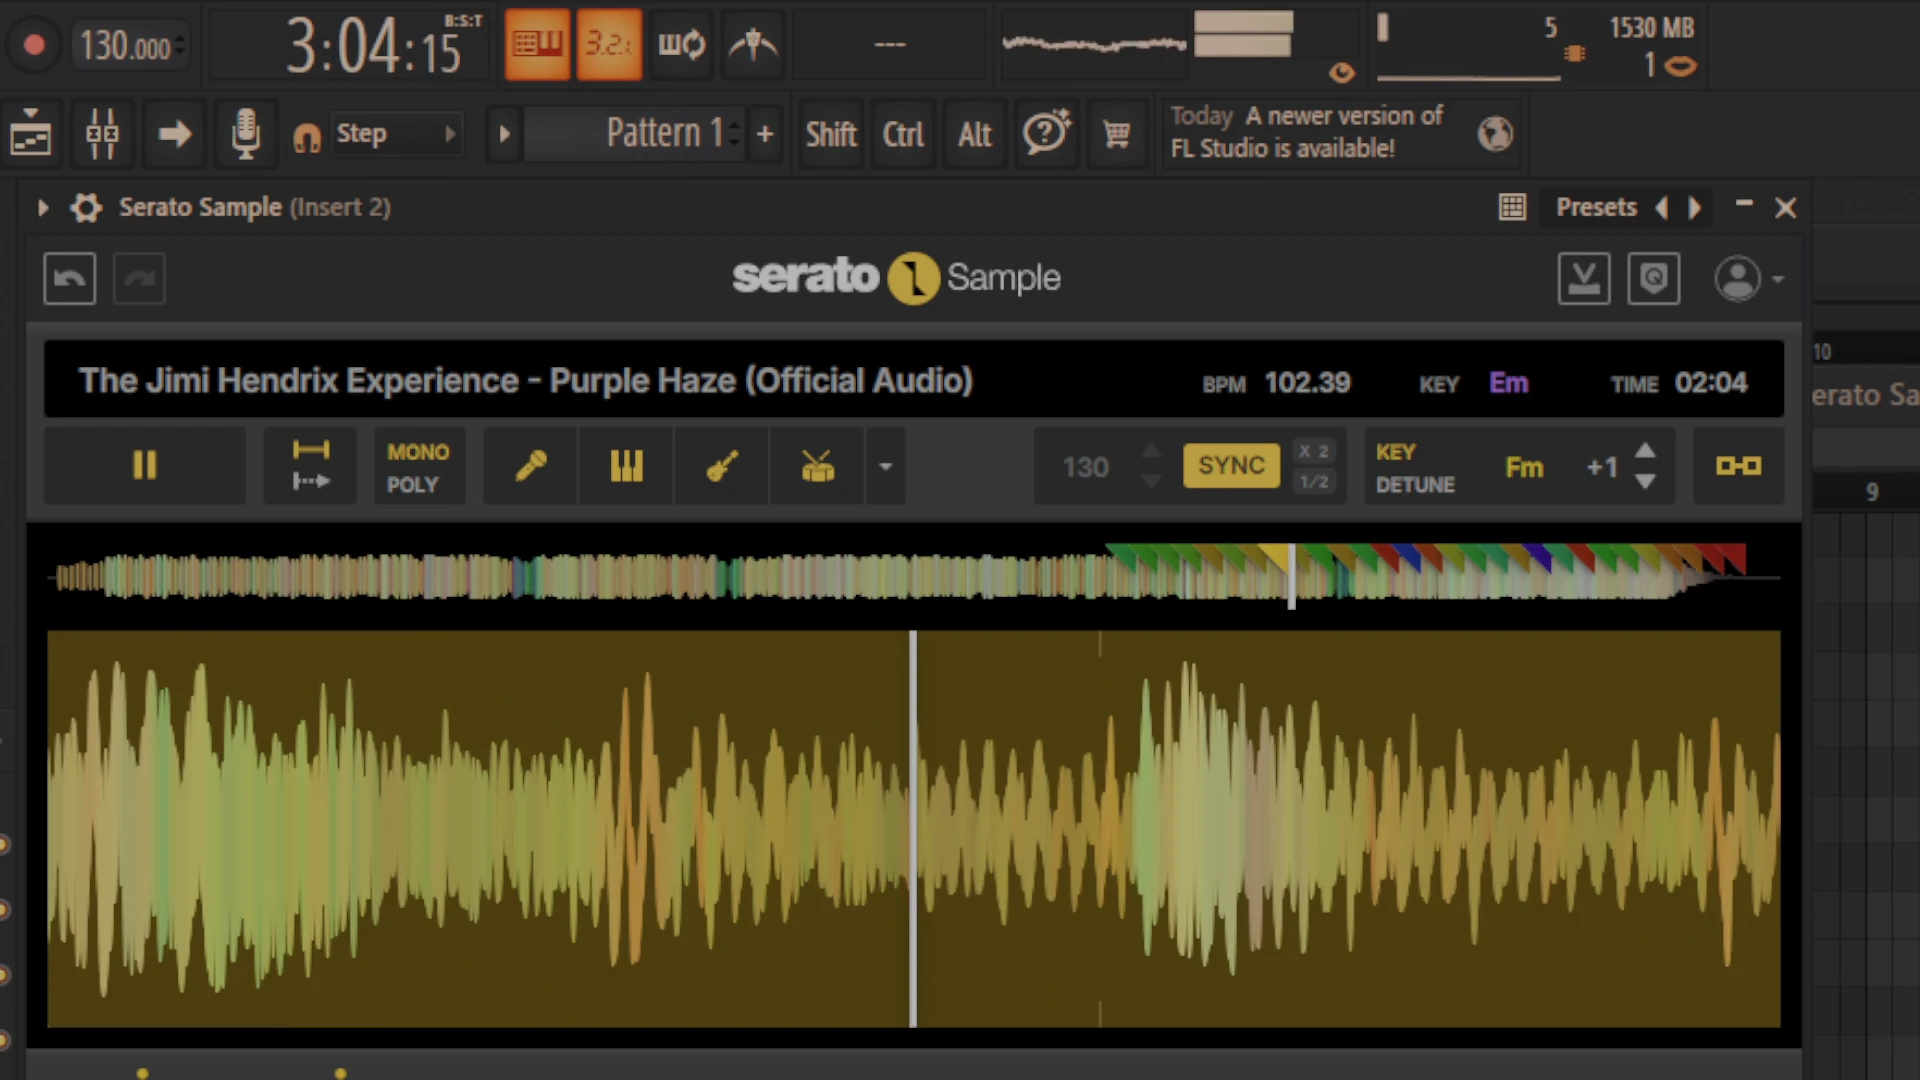 130.000
3:04:15
B:S:T
3.2.
---
5
1530 MB
1
Step
Pattern 1
+
Shift
Ctrl
Alt
Today A newer version of
FL Studio is available!
Serato Sample (Insert 2)
Presets
serato Sample
The Jimi Hendrix Experience - Purple Haze (Official Audio)
BPM 102.39
KEY Em
TIME 02:04
10
erato Sa
MONO
POLY
130
SYNC
X 2
1/2
KEY
DETUNE
Fm
+1
9